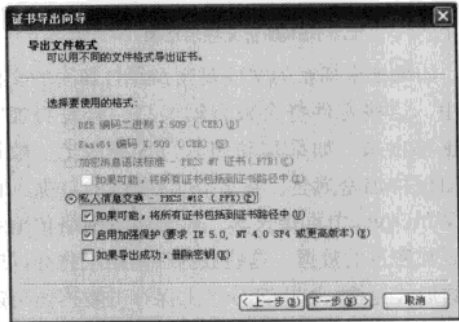 证书导出向导
导出文件格式
可以用不同的文件格式导出证书。
选择要使用的格式:
DER 编码二进制 X.509 (.CER)(D)
Base64 编码 X.509 (.CER)(S)
加密消息语法标准 - PKCS #7 证书(.P7B)(C)
如果可能，将所有证书包括到证书路径中(I)
私人信息交换 - PKCS #12 (.PFX)(P)
如果可能，将所有证书包括到证书路径中(U)
启用加强保护(要求 IE 5.0, NT 4.0 SP4 或更高版本)(E)
如果导出成功，删除密钥(K)
< 上一步(B)
下一步(N) >
取消